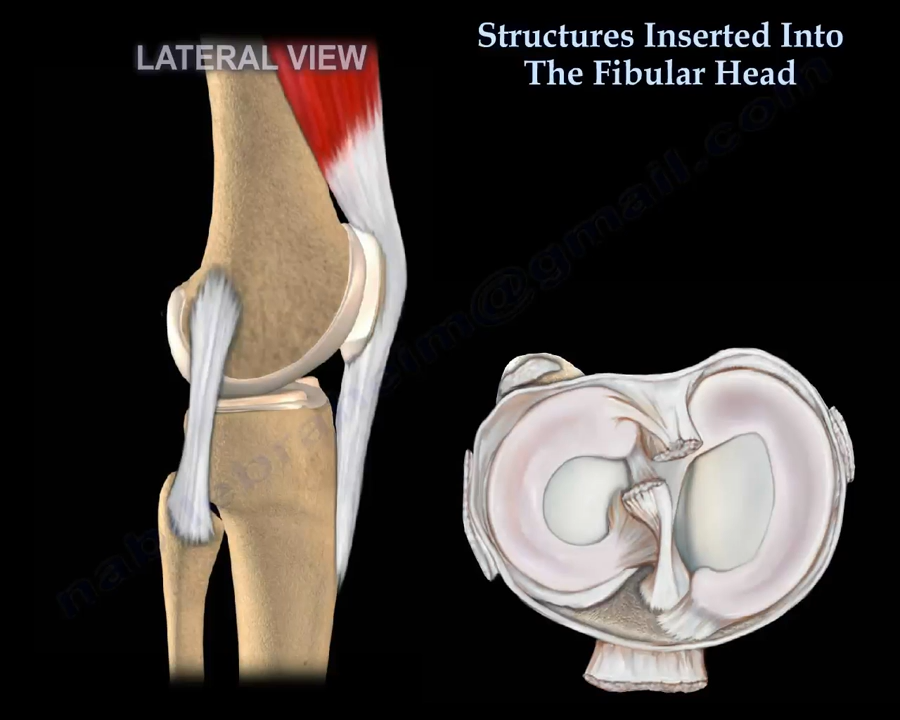 LATERAL VIEW
Structures Inserted Into
The Fibular Head